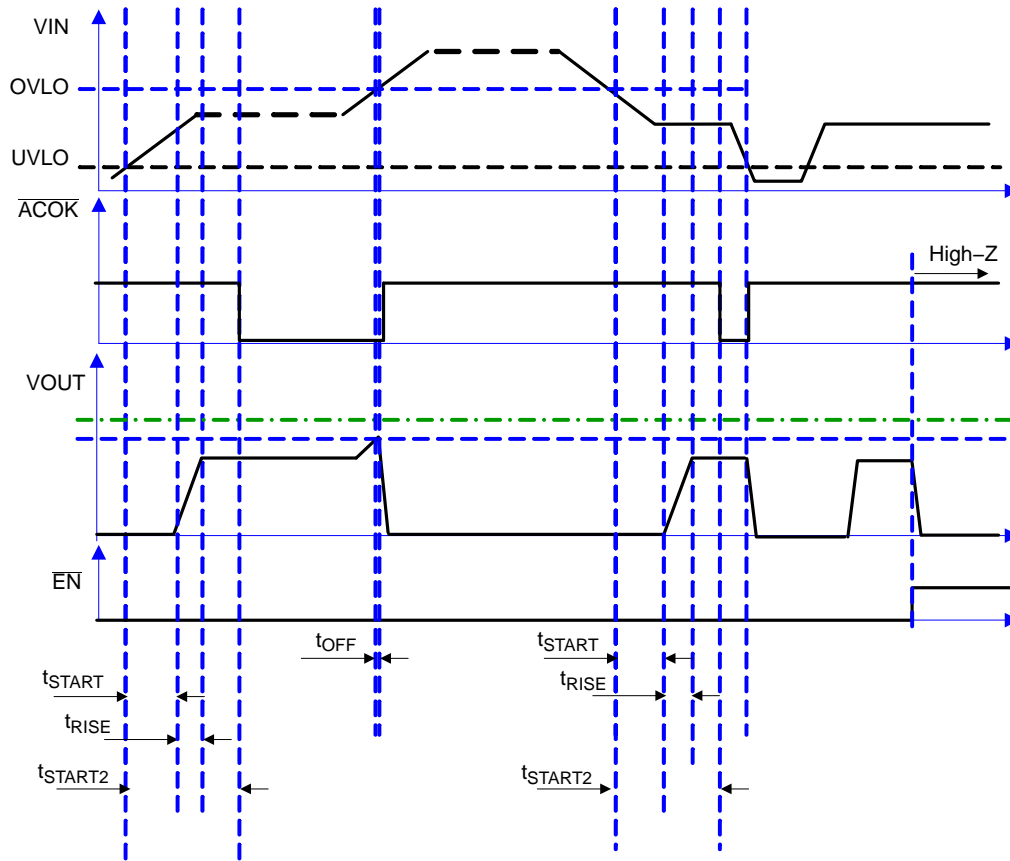 VIN
OVLO
UVLO
ACOK
High–Z
VOUT
EN
tOFF
tSTART
tSTART
tRISE
tRISE
tSTART2
tSTART2